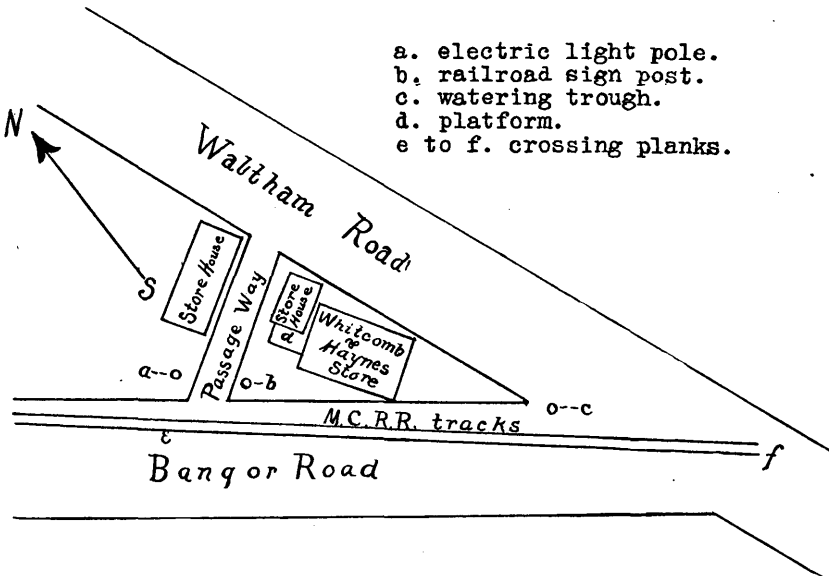 a. electric light pole.
b. railroad sign post.
c. watering trough.
d. platform.
e to f. crossing planks.
N
S
Waltham Road
Store House
Passage Way
Store
House
d
Whitcomb
&
Haynes
Store
a--o
o-b
o--c
M.C.R.R. tracks
e
f
Bangor Road